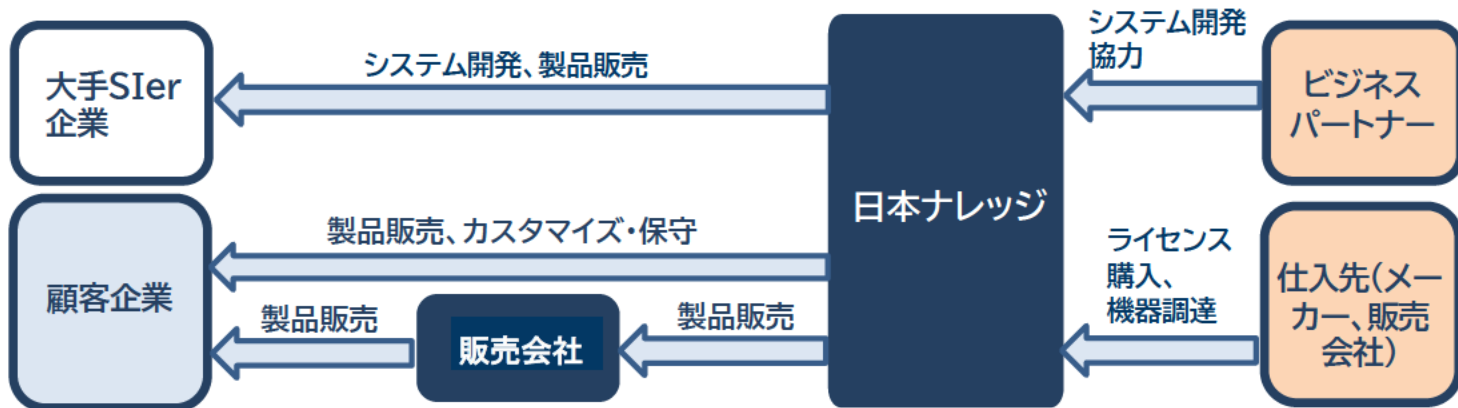 大手SIer
企業
システム開発、製品販売
システム開発
協力
ビジネス
パートナー
日本ナレッジ
顧客企業
製品販売、カスタマイズ・保守
製品販売
販売会社
製品販売
ライセンス
購入、
機器調達
仕入先(メー
カー、販売
会社)